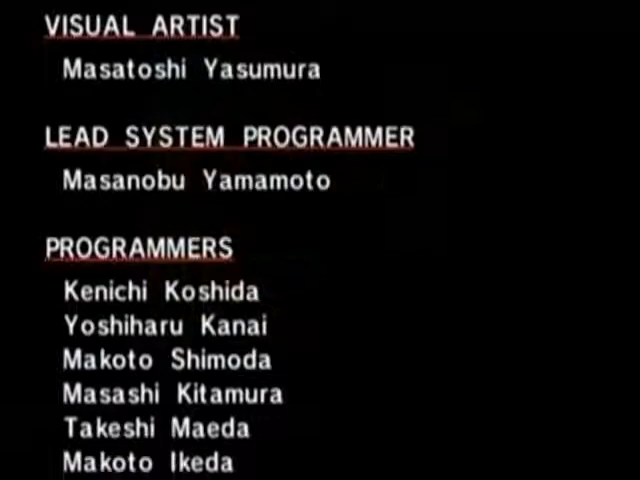 VISUAL ARTIST
Masatoshi Yasumura
LEAD SYSTEM PROGRAMMER
Masanobu Yamamoto
PROGRAMMERS
Kenichi Koshida
Yoshiharu Kanai
Makoto Shimoda
Masashi Kitamura
Takeshi Maeda
Makoto Ikeda